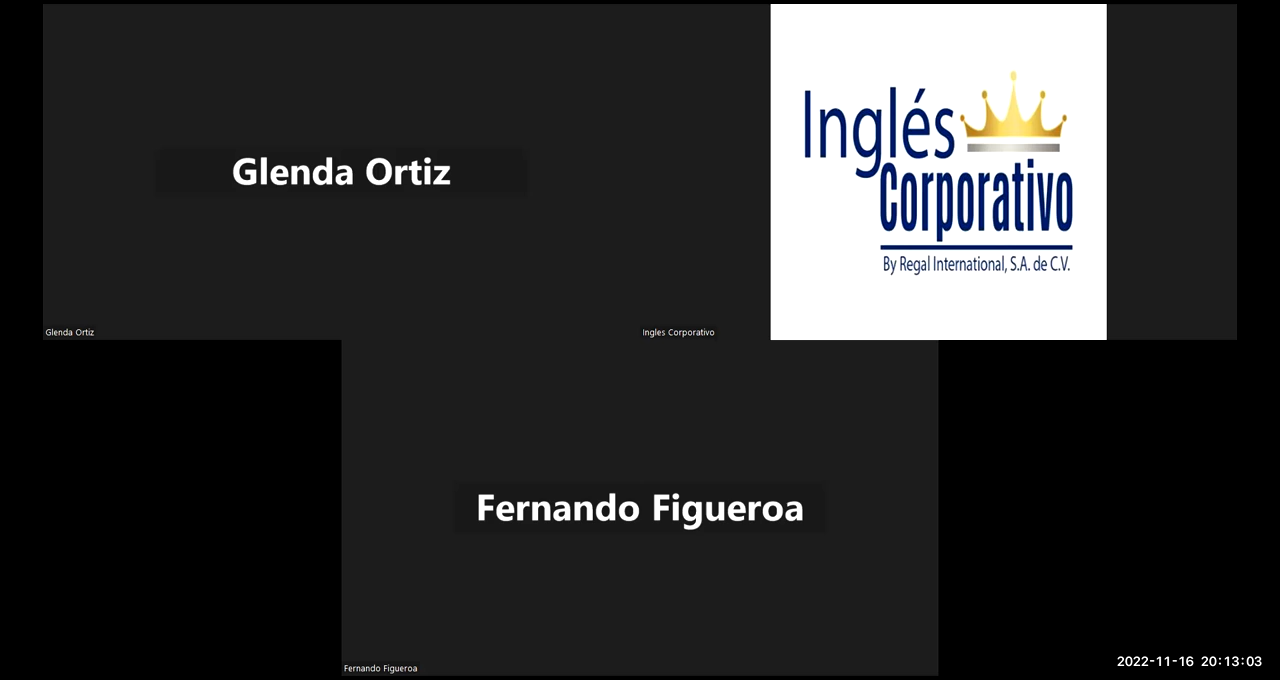 Glenda Ortiz
Inglés
Corporativo
By Regal International, S.A. de C.V.
Glenda Ortiz
Ingles Corporativo
Fernando Figueroa
Fernando Figueroa
2022-11-16 20:13:03